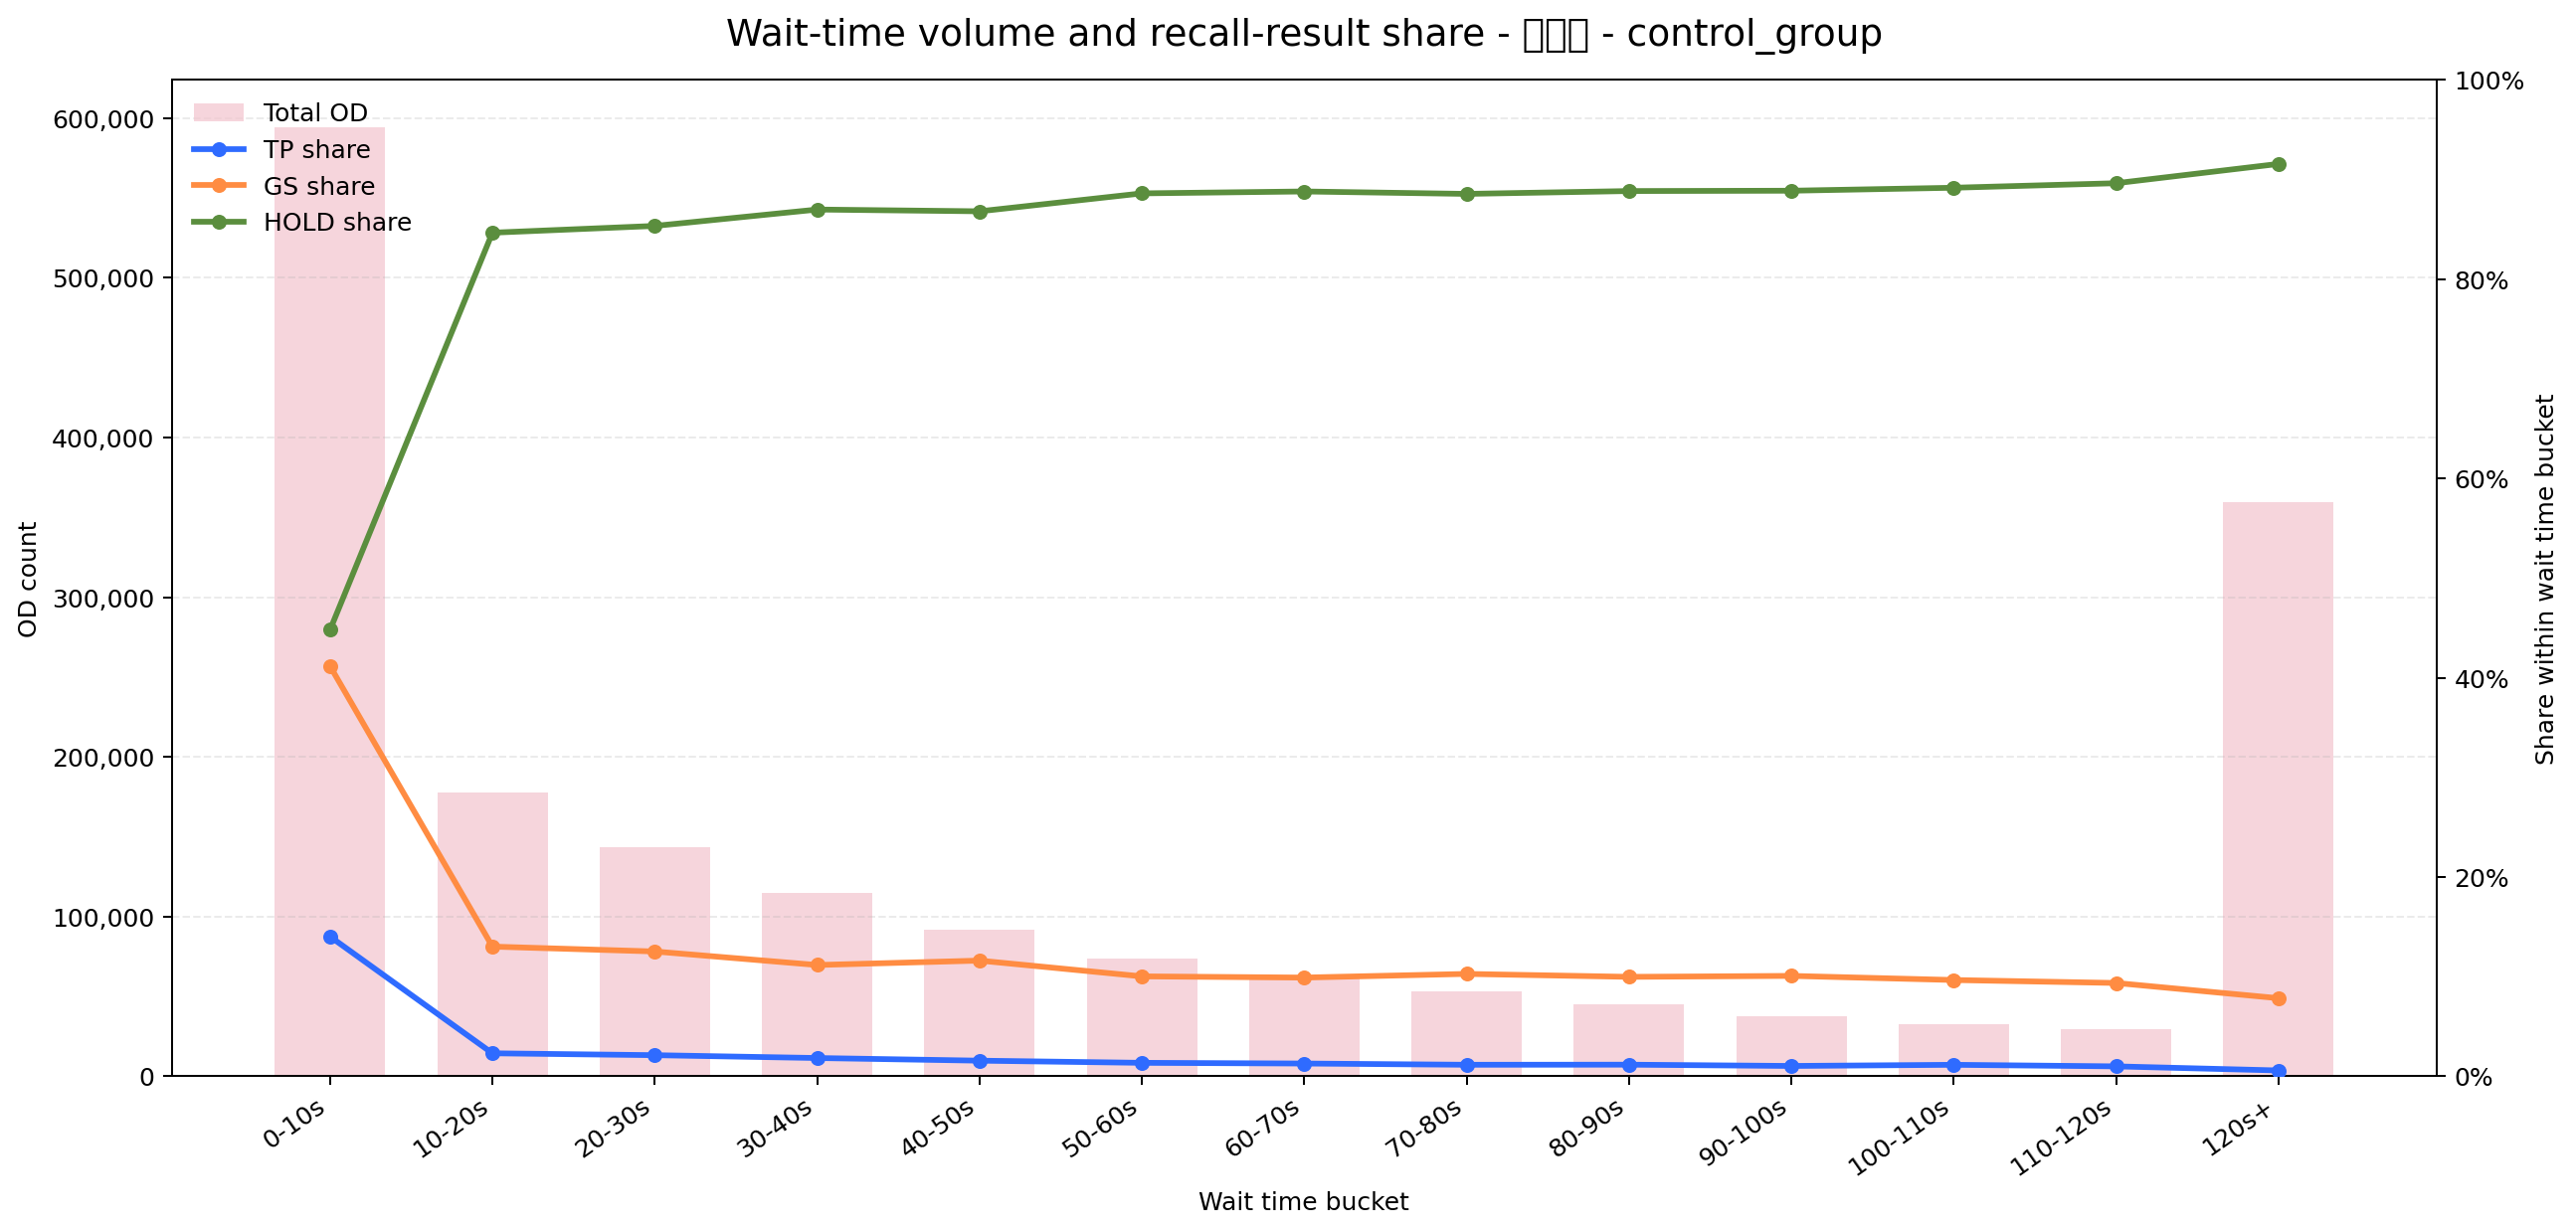 Wait-time volume and recall-result share - - control_group
Total OD
TP share
GS share
HOLD share
OD count
600,000
500,000
400,000
300,000
200,000
100,000
0
100%
80%
60%
40%
20%
0%
Share within wait time bucket
0-10s
10-20s
20-30s
30-40s
40-50s
50-60s
60-70s
70-80s
80-90s
90-100s
100-110s
110-120s
120s+
Wait time bucket